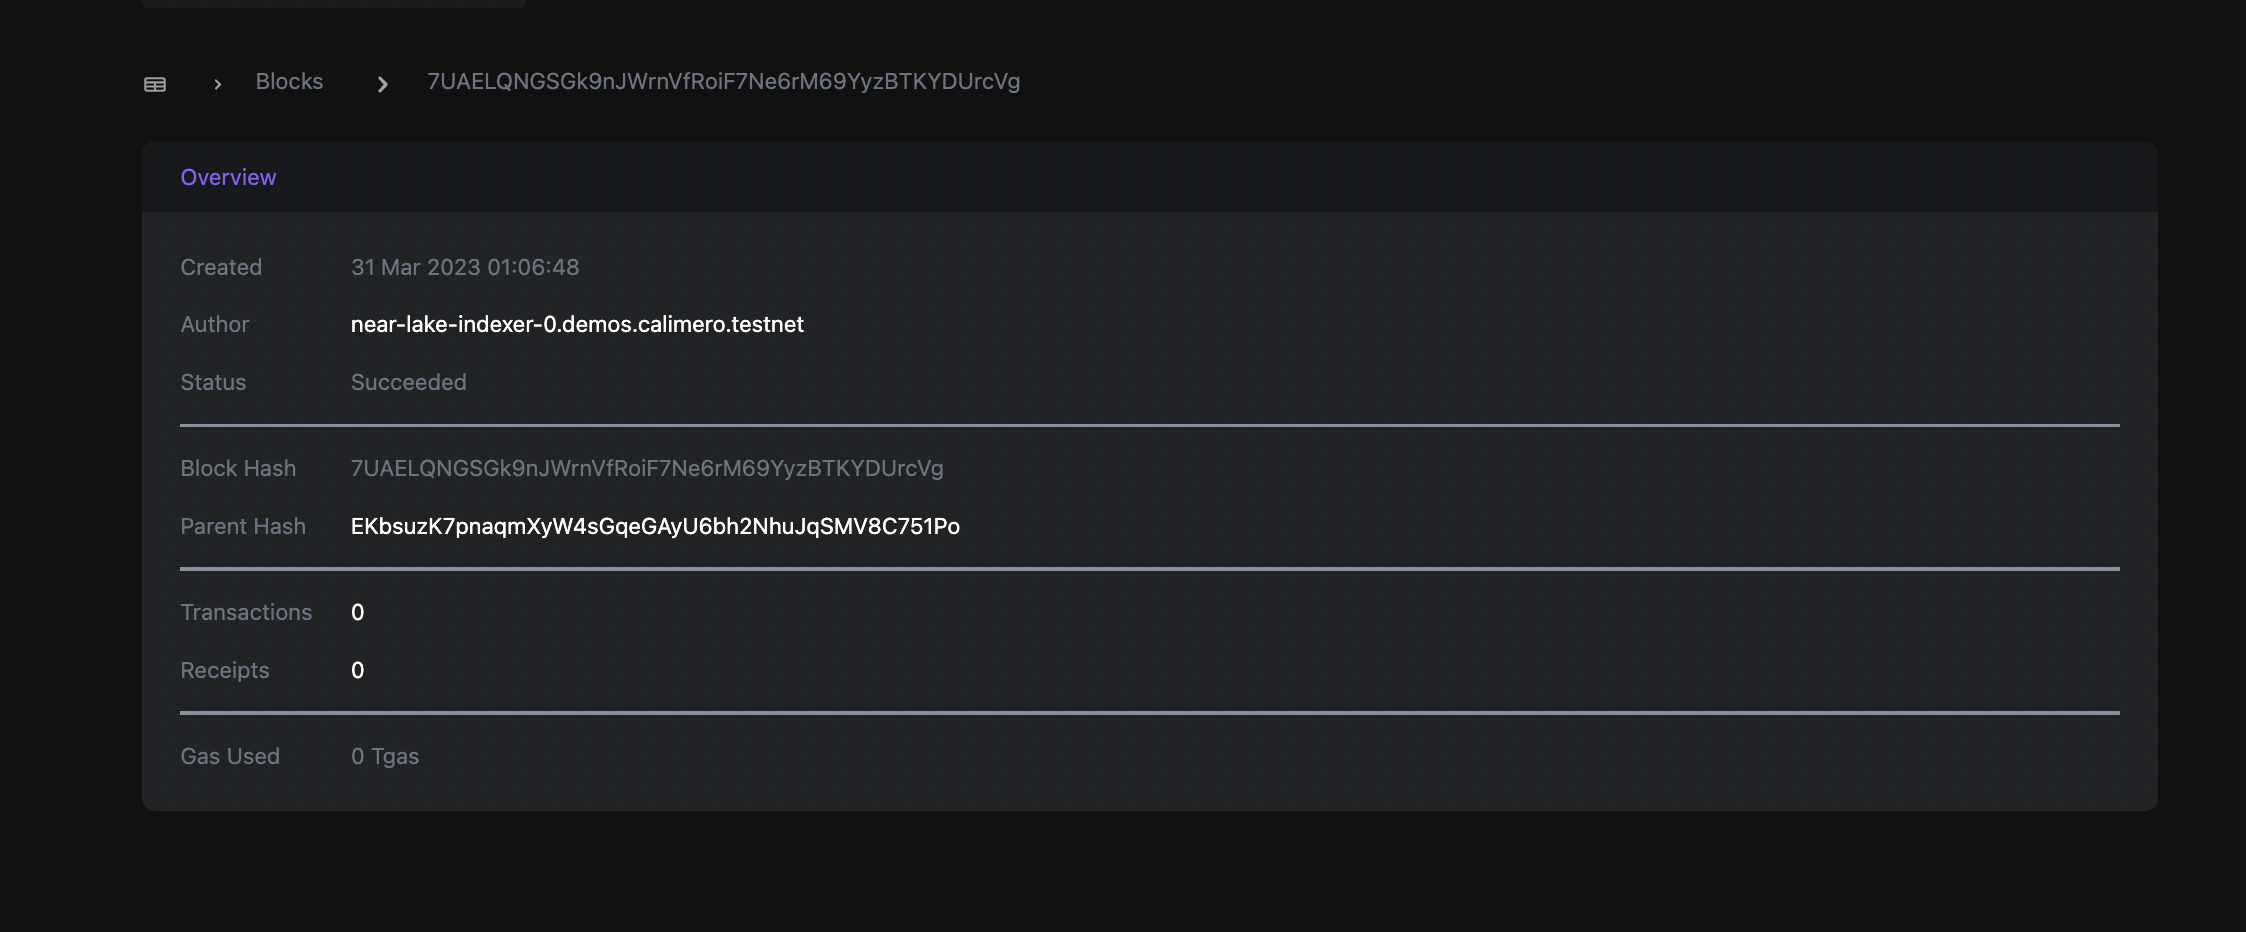 Blocks 7UAELQNGSGk9nJWrnVfRoiF7Ne6rM69YyzBTKYDUrcVg
Overview
Created 31 Mar 2023 01:06:48
Author near-lake-indexer-0.demos.calimero.testnet
Status Succeeded
Block Hash 7UAELQNGSGk9nJWrnVfRoiF7Ne6rM69YyzBTKYDUrcVg
Parent Hash EKbsuzK7pnaqmXyW4sGqeGAyU6bh2NhuJqSMV8C751Po
Transactions 0
Receipts 0
Gas Used 0 Tgas